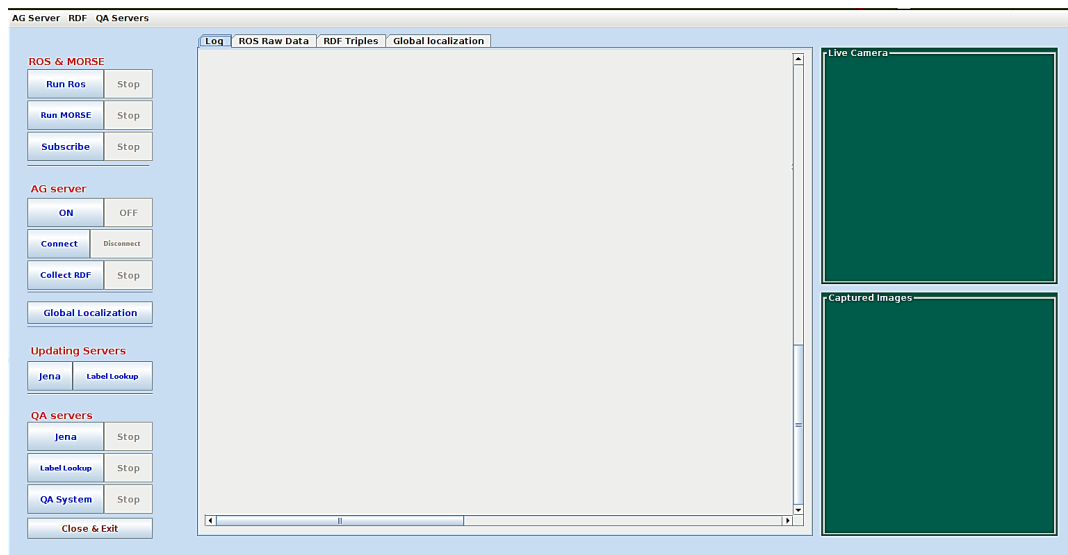 AG Server RDF QA Servers
Log ROS Raw Data RDF Triples Global localization
ROS & MORSE
Run Ros Stop
Run MORSE Stop
Subscribe Stop
AG server
ON OFF
Connect Disconnect
Collect RDF Stop
Global Localization
Updating Servers
Jena Label Lookup
QA servers
Jena Stop
Label Lookup Stop
QA System Stop
Close & Exit
Live Camera
Captured Images